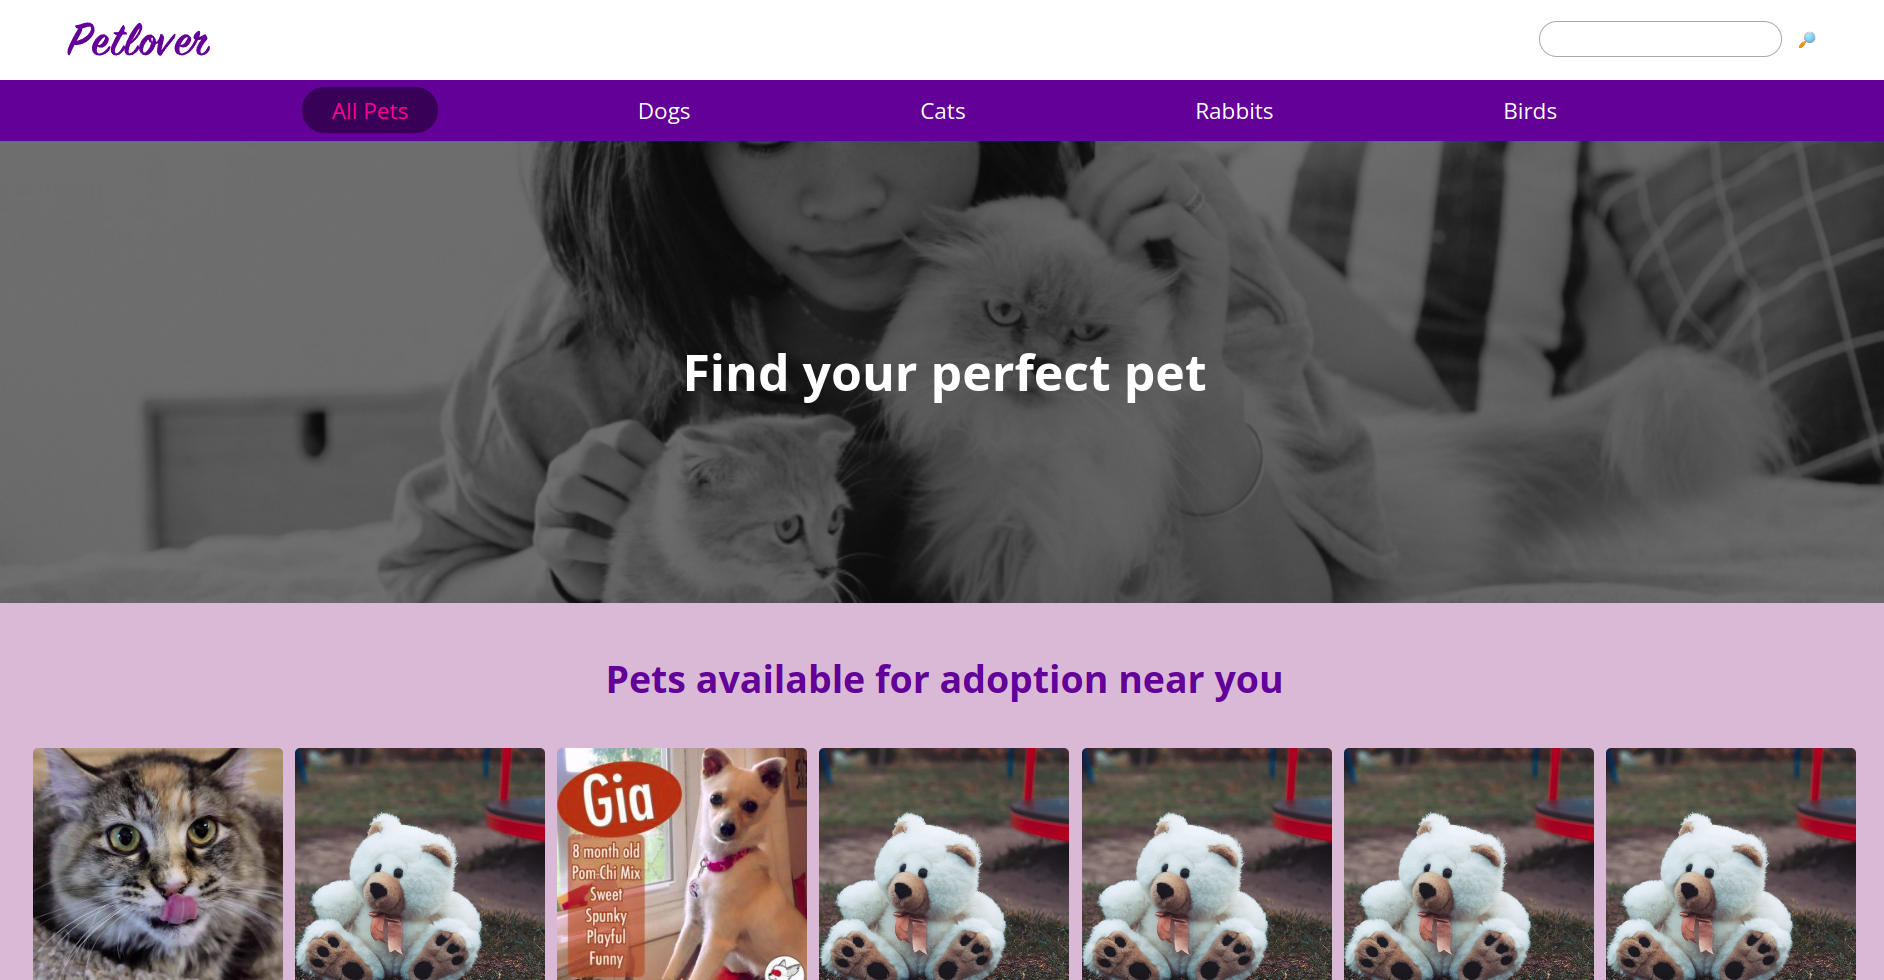 Petlover
All Pets
Dogs
Cats
Rabbits
Birds
Find your perfect pet
Pets available for adoption near you
Gia
8 month old
Pom-Chi Mix
Sweet
Spunky
Playful
Funny